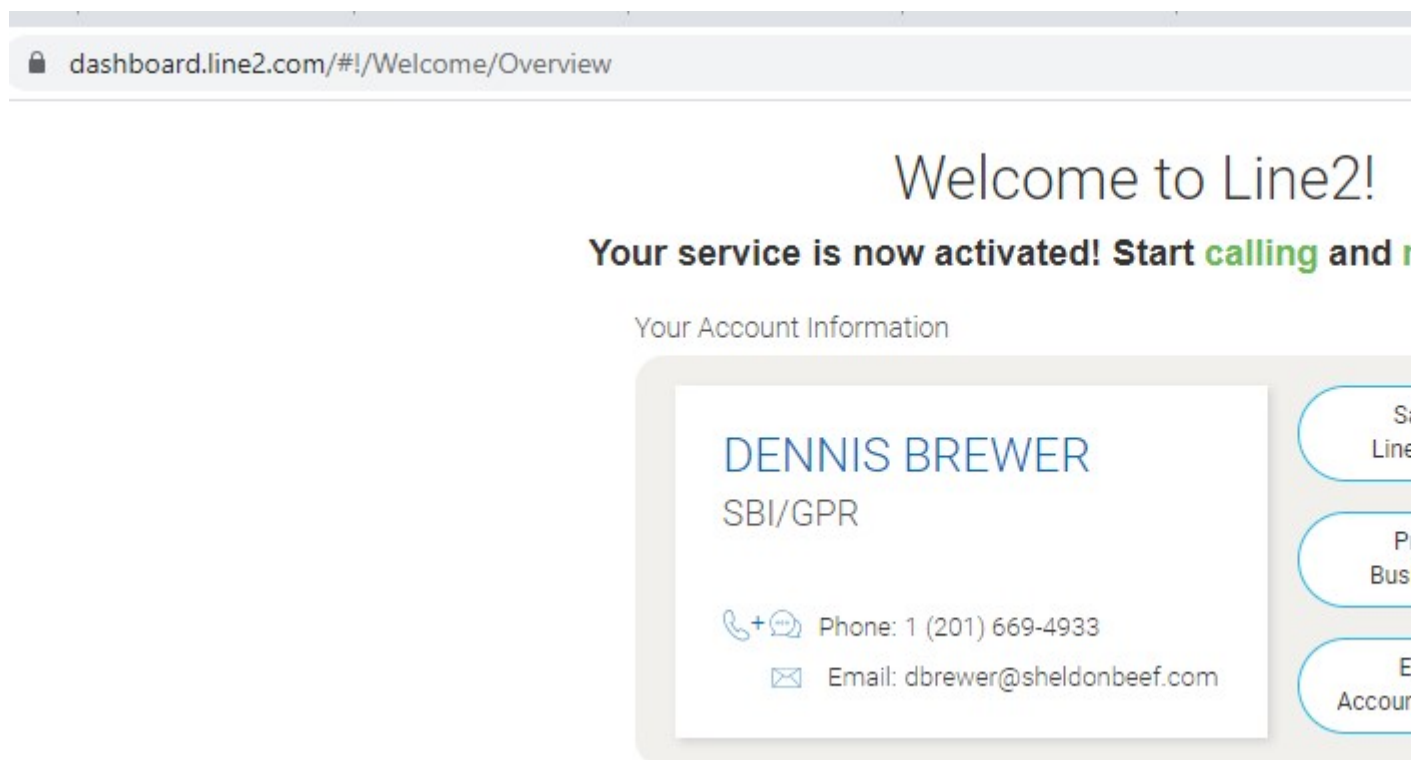 dashboard.line2.com/#!/Welcome/Overview
Welcome to Line2!
Your service is now activated! Start calling and
Your Account Information
DENNIS BREWER
SBI/GPR
Phone: 1 (201) 669-4933
Email: dbrewer@sheldonbeef.com